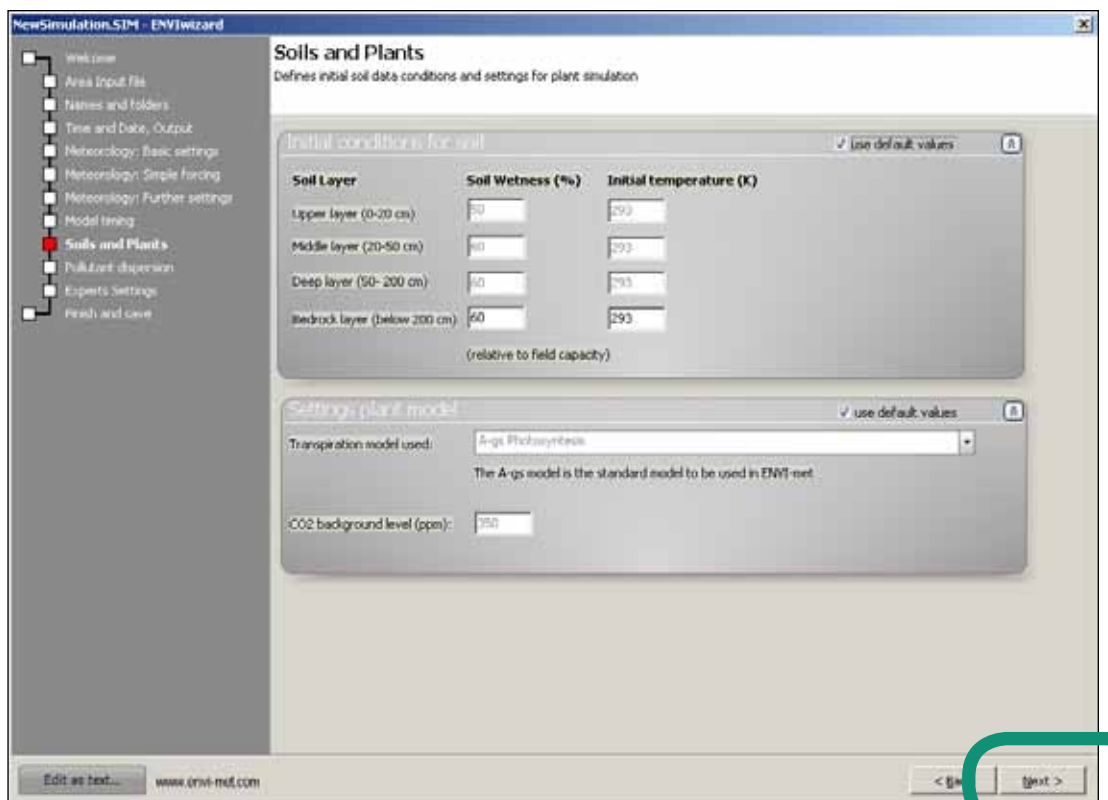 NewSimulation.SIM - ENVIwizard
Welcome
Area Input file
Names and folders
Time and Date, Output
Meteorology: Basic settings
Meteorology: Simple forcing
Meteorology: Further settings
Model timing
Soils and Plants
Pollutant dispersion
Experts Settings
Finish and save
Soils and Plants
Defines initial soil data conditions and settings for plant simulation
Initial conditions for soil
use default values
Soil Layer Soil Wetness (%) Initial temperature (K)
Upper layer (0-20 cm) 50 293
Middle layer (20-50 cm) 60 293
Deep layer (50- 200 cm) 60 293
Bedrock layer (below 200 cm) 60 293
(relative to field capacity)
Settings plant model
use default values
Transpiration model used: A-gs Photosyntesis
The A-gs model is the standard model to be used in ENVI-met
CO2 background level (ppm): 350
Edit as text... www.envi-met.com
< Next >